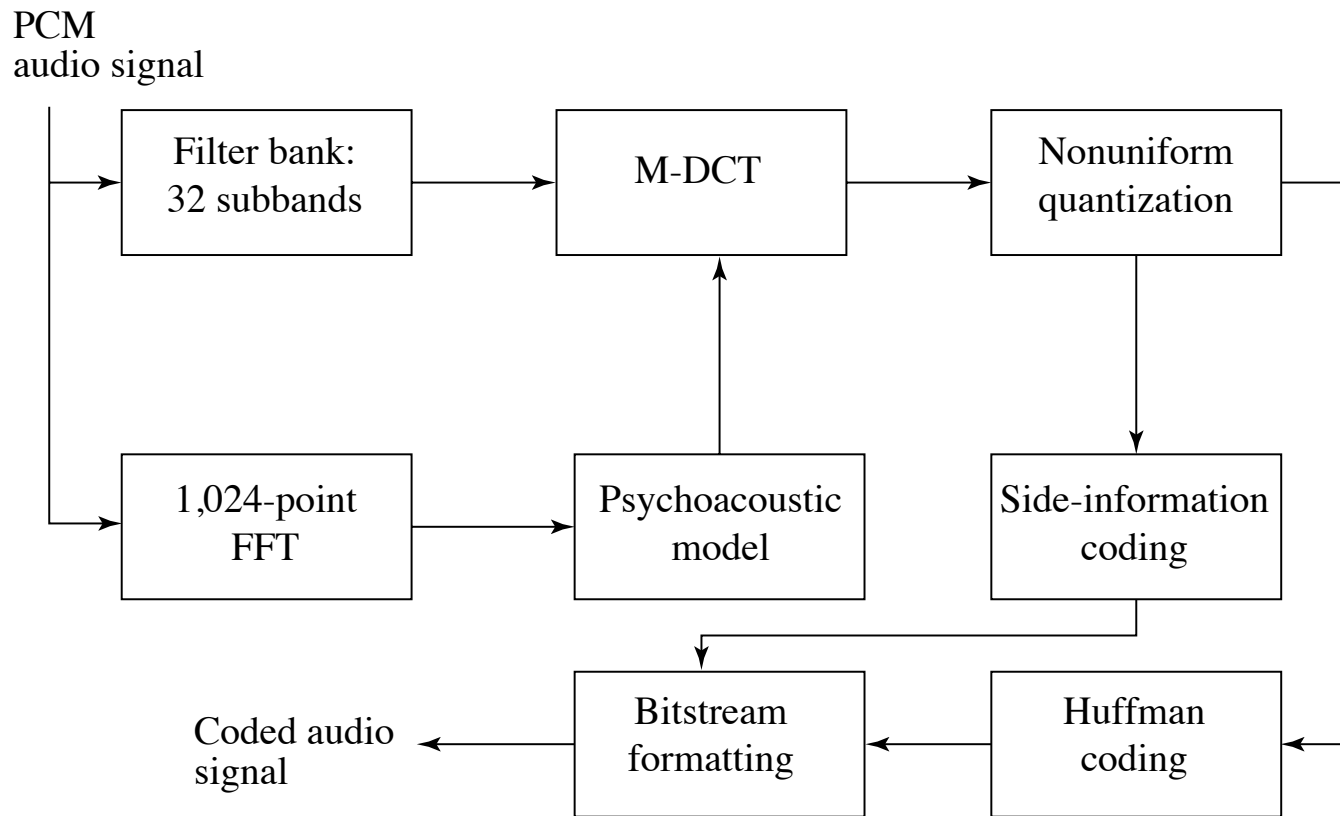 PCM
audio signal
Filter bank:
32 subbands
M-DCT
Nonuniform
quantization
1,024-point
FFT
Psychoacoustic
model
Side-information
coding
Coded audio
signal
Bitstream
formatting
Huffman
coding